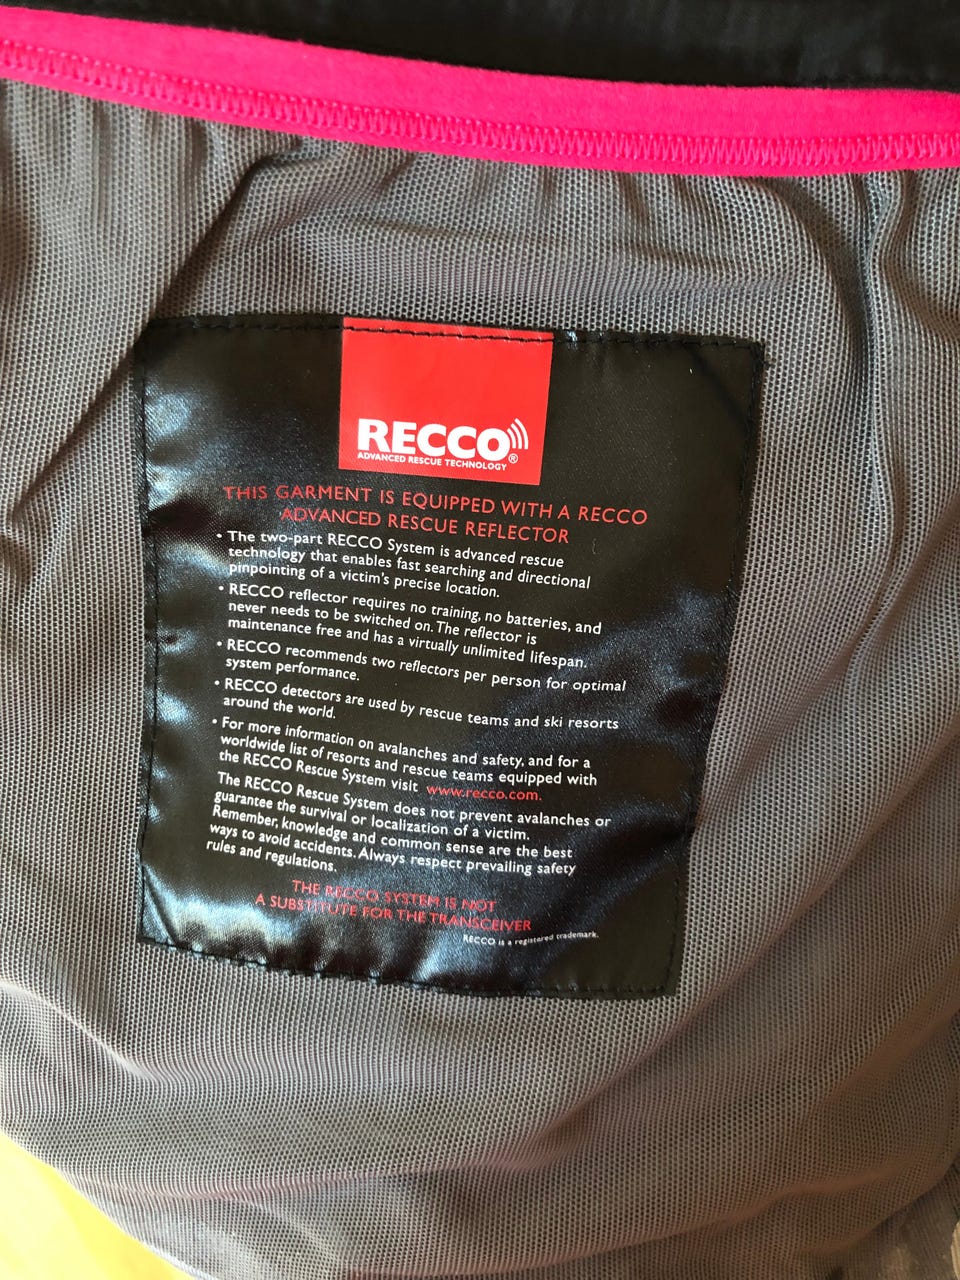 RECCO®
ADVANCED RESCUE TECHNOLOGY
THIS GARMENT IS EQUIPPED WITH A RECCO
ADVANCED RESCUE REFLECTOR
• The two-part RECCO System is advanced rescue
technology that enables fast searching and directional
pinpointing of a victim's precise location.
• RECCO reflector requires no training, no batteries, and
never needs to be switched on. The reflector is
maintenance free and has a virtually unlimited lifespan.
• RECCO recommends two reflectors per person for optimal
system performance.
• RECCO detectors are used by rescue teams and ski resorts
around the world.
• For more information on avalanches and safety, and for a
worldwide list of resorts and rescue teams equipped with
the RECCO Rescue System visit www.recco.com.
The RECCO Rescue System does not prevent avalanches or
guarantee the survival or localization of a victim.
Remember, knowledge and common sense are the best
ways to avoid accidents. Always respect prevailing safety
rules and regulations.
THE RECCO SYSTEM IS NOT
A SUBSTITUTE FOR THE TRANSCEIVER
RECCO is a registered trademark.